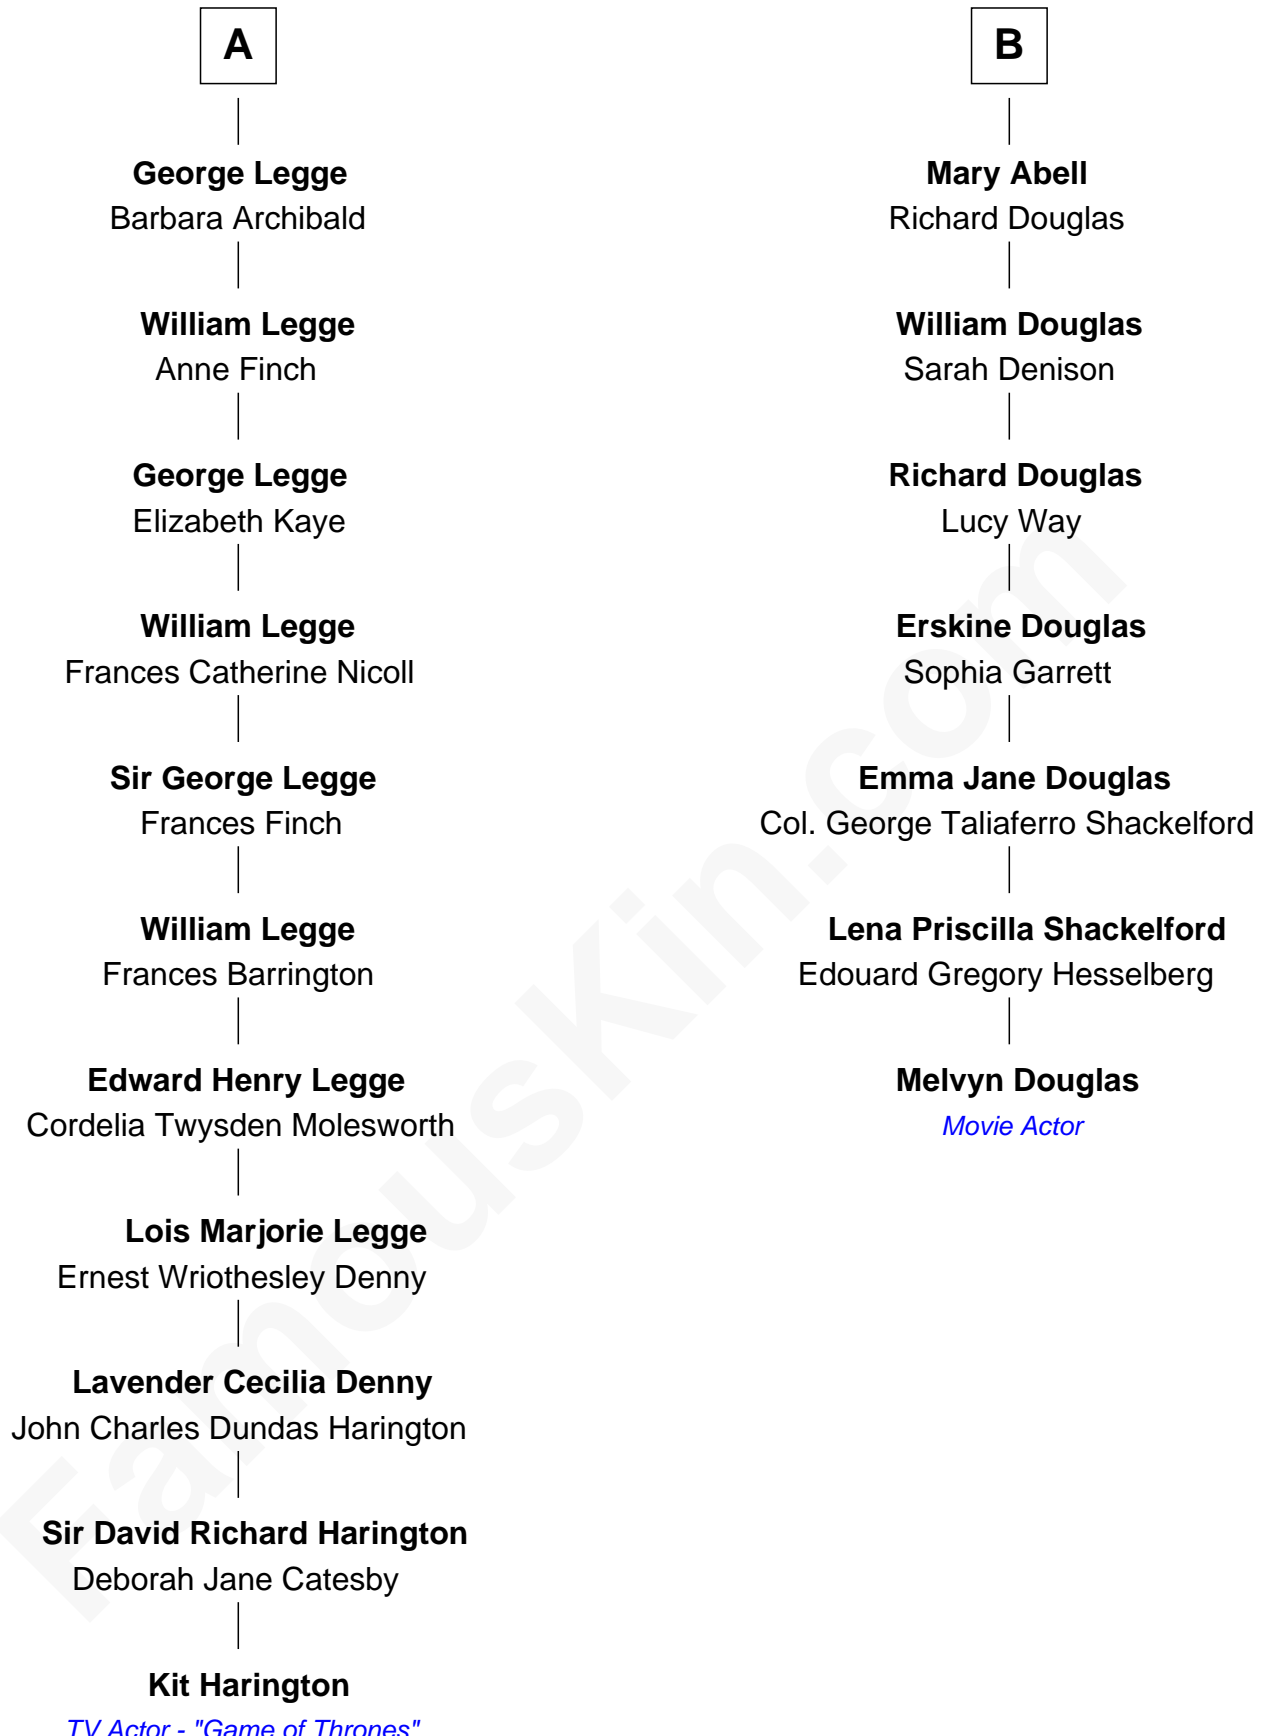 A
George Legge
Barbara Archibald
William Legge
Anne Finch
George Legge
Elizabeth Kaye
William Legge
Frances Catherine Nicoll
Sir George Legge
Frances Finch
William Legge
Frances Barrington
Edward Henry Legge
Cordelia Twysden Molesworth
Lois Marjorie Legge
Ernest Wriothesley Denny
Lavender Cecilia Denny
John Charles Dundas Harington
Sir David Richard Harington
Deborah Jane Catesby
Kit Harington
TV Actor - "Game of Thrones"
B
Mary Abell
Richard Douglas
William Douglas
Sarah Denison
Richard Douglas
Lucy Way
Erskine Douglas
Sophia Garrett
Emma Jane Douglas
Col. George Taliaferro Shackelford
Lena Priscilla Shackelford
Edouard Gregory Hesselberg
Melvyn Douglas
Movie Actor
FamousKin.com